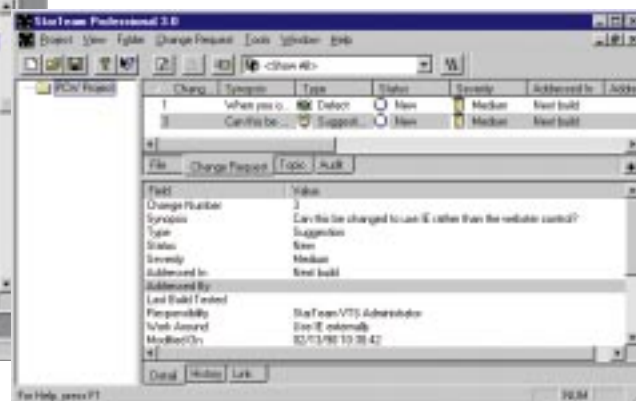 StarTeam Professional 3.0
Project View Folder Change Request Tools Window Help
<Show All>
Project
Chang Synopsis Type Status Severity Addressed In Addre
1 When you o... Defect New Medium Next build
3 Can this be ... Suggest... New Medium Next build
File Change Request Topic Audit
Field Value
Change Number 3
Synopsis Can this be changed to use IE rather than the webster control?
Type Suggestion
Status New
Severity Medium
Addressed In Next build
Addressed By
Last Build Tested
Responsibility StarTeam VTS Administrator
Work Around Use IE externally
Modified On 02/13/98 10:38:42
Detail History Link
For Help, press F1 NUM